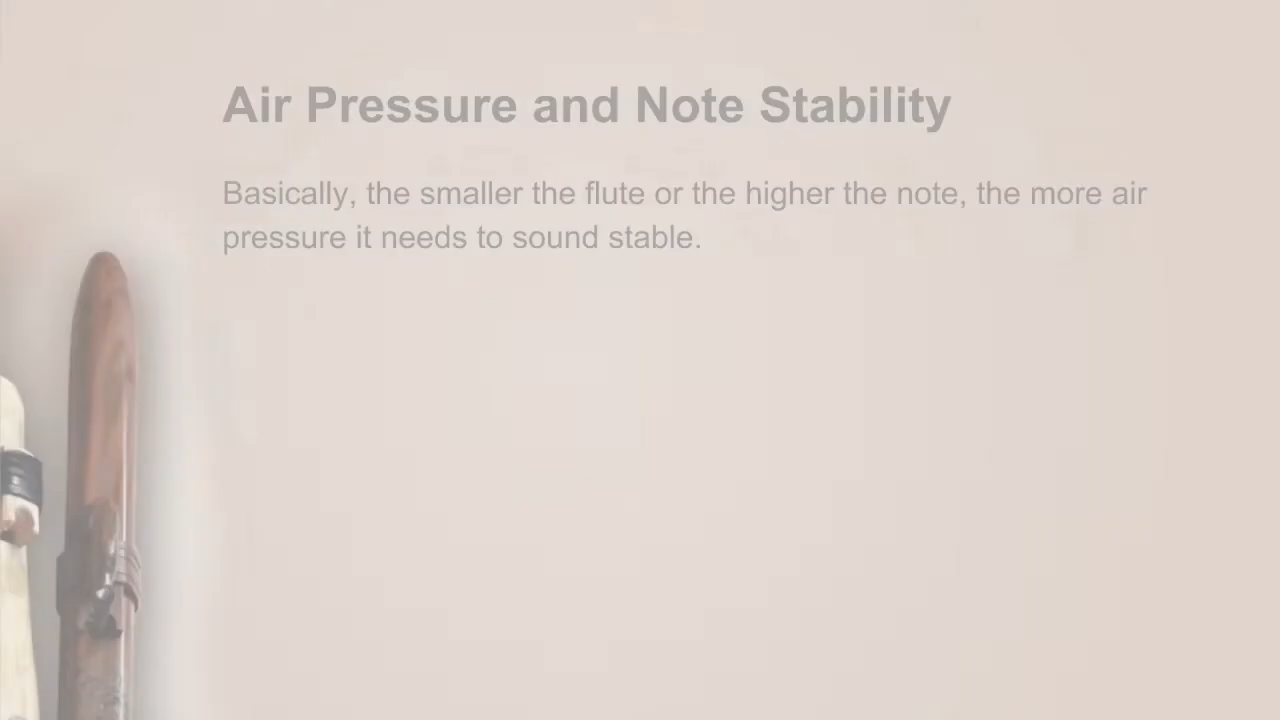 Air Pressure and Note Stability
Basically, the smaller the flute or the higher the note, the more air
pressure it needs to sound stable.